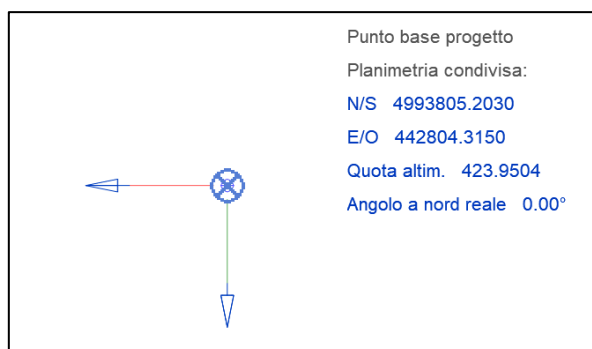 Punto base progetto
Planimetria condivisa:
N/S 4993805.2030
E/O 442804.3150
Quota altim. 423.9504
Angolo a nord reale 0.00°